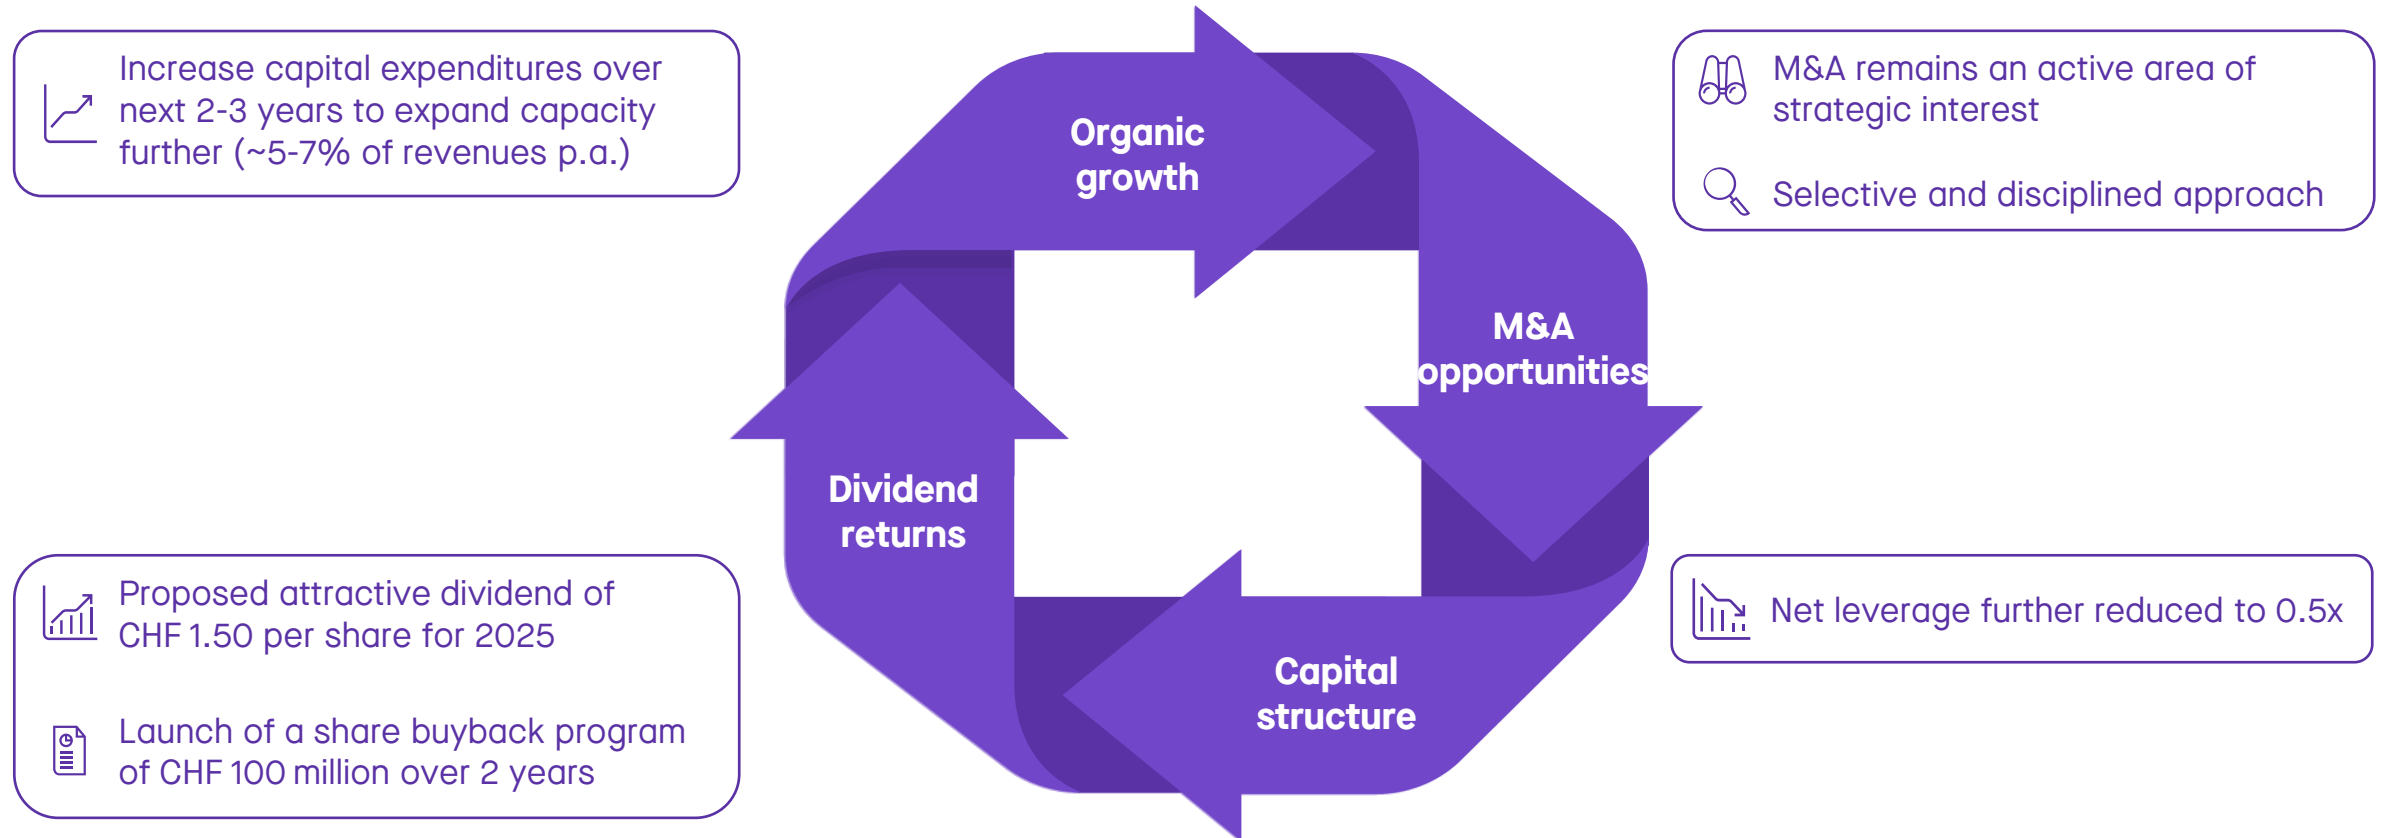 Increase capital expenditures over
next 2-3 years to expand capacity
further (~5-7% of revenues p.a.)
Organic
growth
M&A remains an active area of
strategic interest
Selective and disciplined approach
M&A
opportunities
Dividend
returns
Proposed attractive dividend of
CHF 1.50 per share for 2025
Launch of a share buyback program
of CHF 100 million over 2 years
Capital
structure
Net leverage further reduced to 0.5x